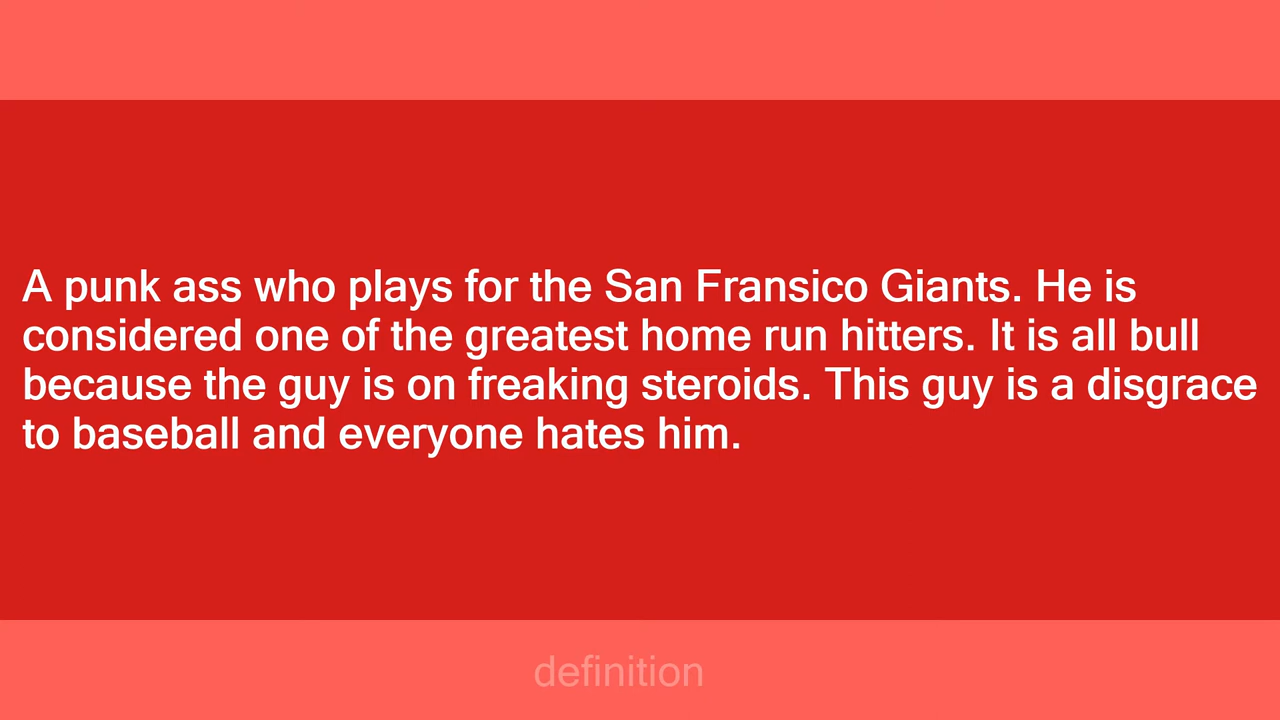 A punk ass who plays for the San Fransico Giants. He is
considered one of the greatest home run hitters. It is all bull
because the guy is on freaking steroids. This guy is a disgrace
to baseball and everyone hates him.
definition